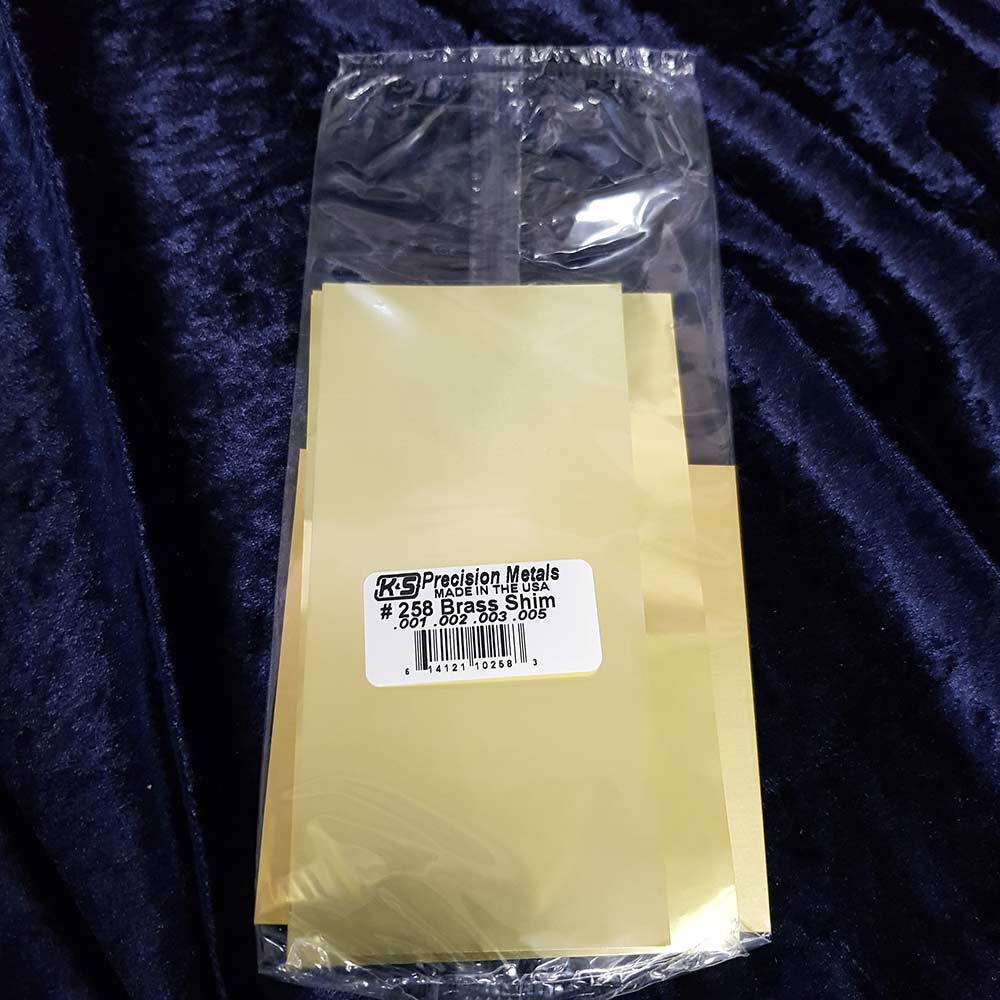 K&S Precision Metals
MADE IN THE USA
# 258 Brass Shim
.001 .002 .003 .005
6 14121 10258 3